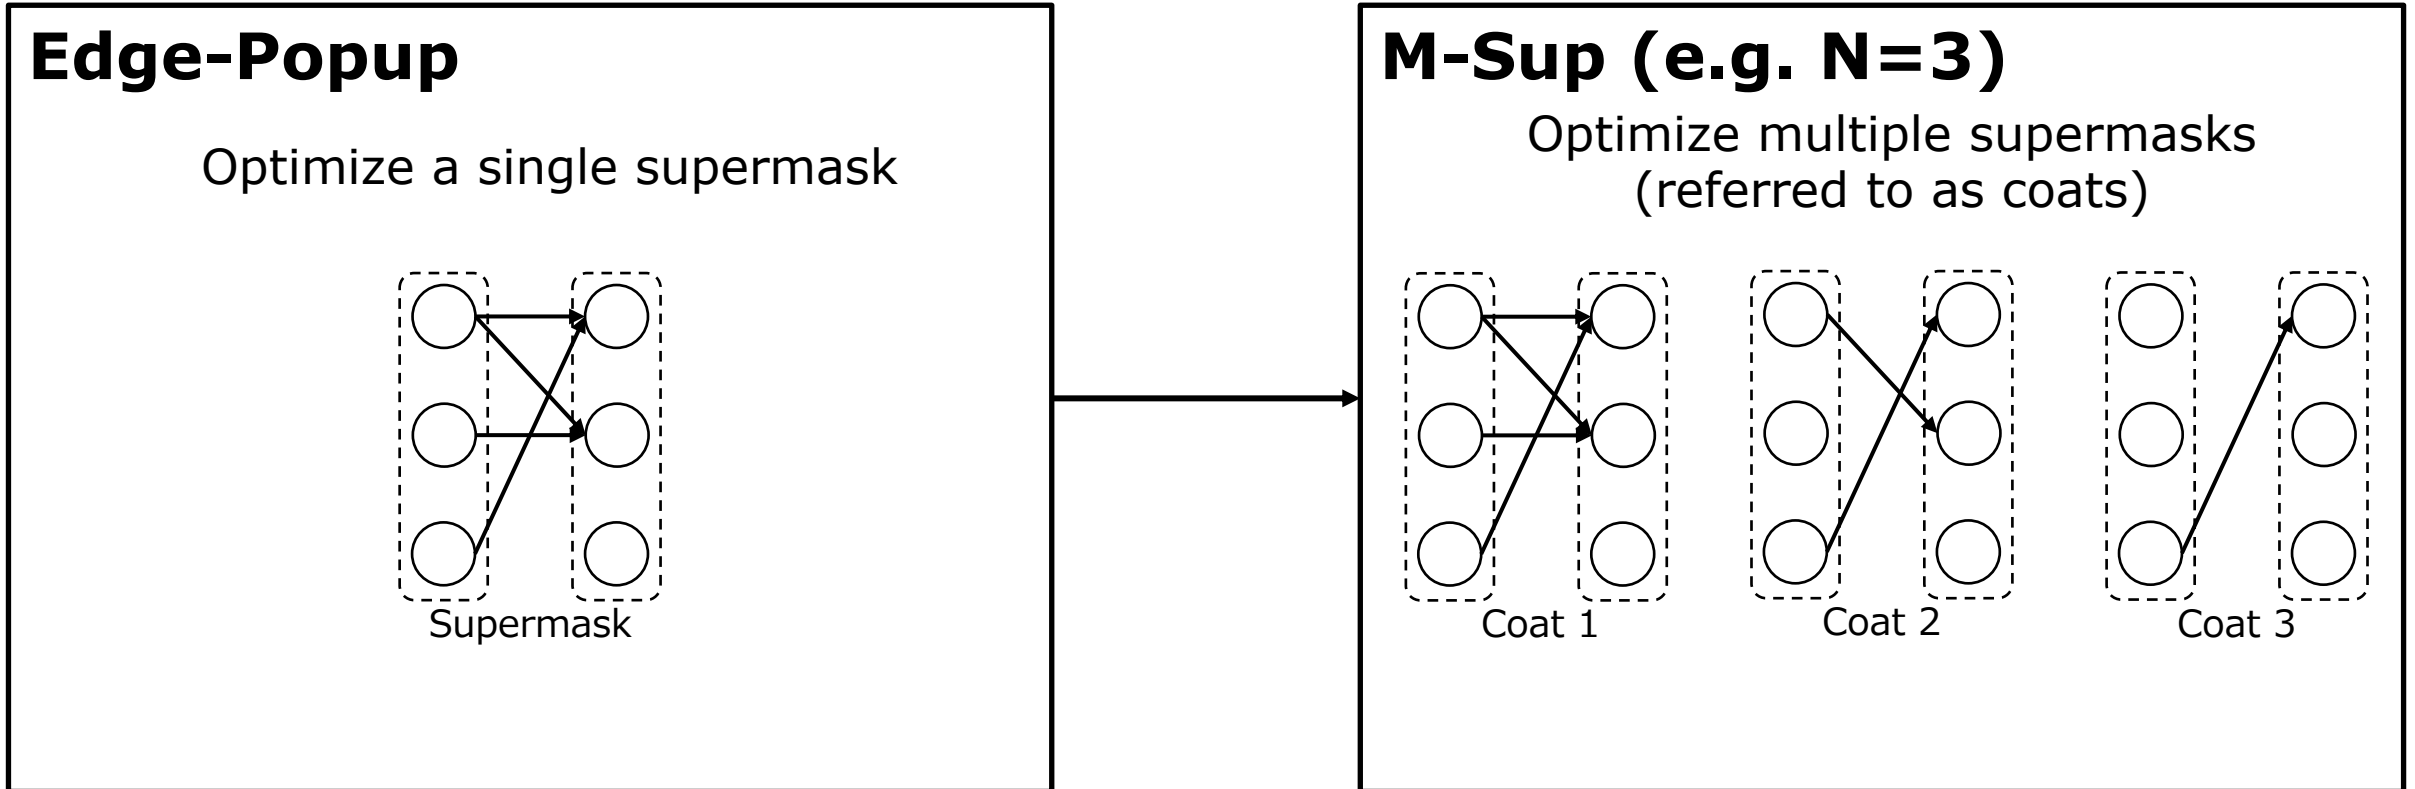 Edge-Popup
Optimize a single supermask
Supermask
M-Sup (e.g. N=3)
Optimize multiple supermasks
(referred to as coats)
Coat 1
Coat 2
Coat 3